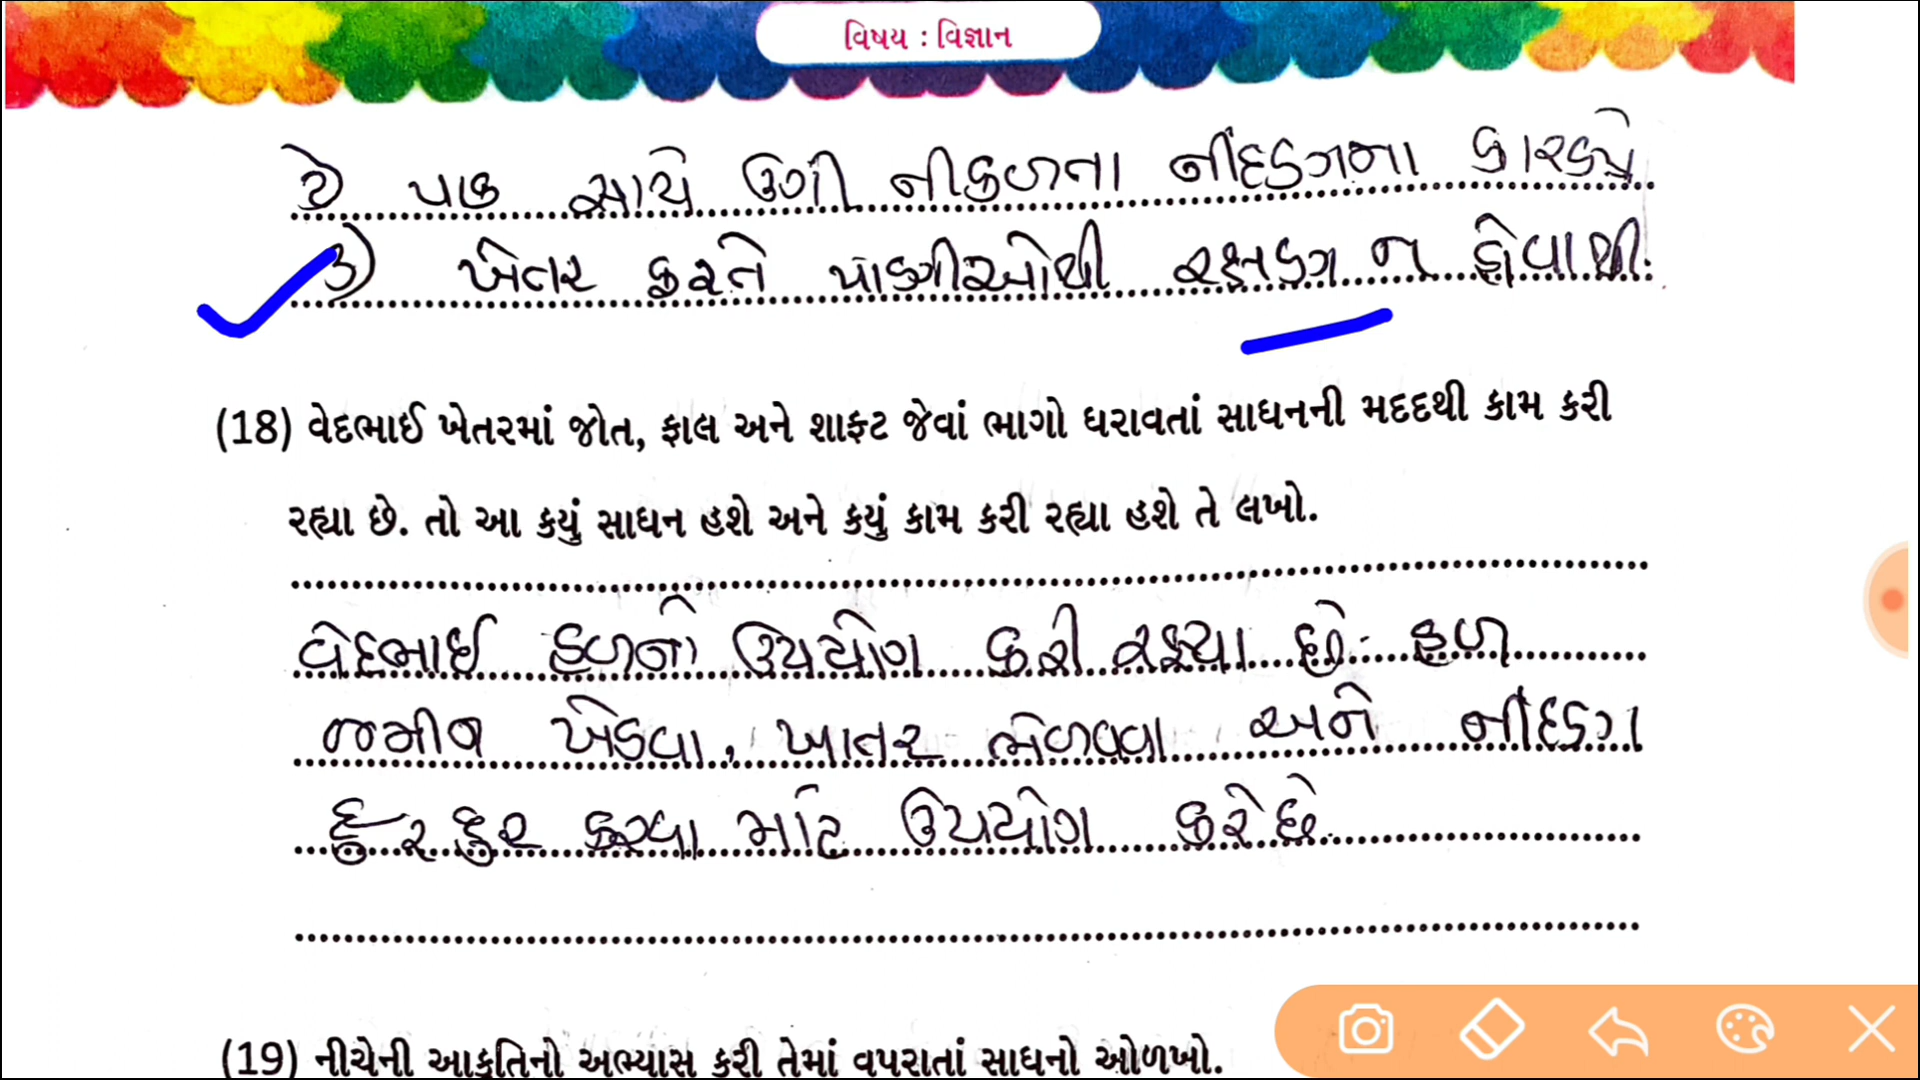 વિષય : વિજ્ઞાન
૨) પાક સાથે ઉગી નીકળતા નીંદણના કારણે
૩) ખેતર ફરતે પાણીઓથી રક્ષણ ન હોવાથી.
(18) વેદભાઈ ખેતરમાં જોત, ફાલ અને શાફ્ટ જેવાં ભાગો ધરાવતાં સાધનની મદદથી કામ કરી
રહ્યા છે. તો આ કયું સાધન હશે અને કયું કામ કરી રહ્યા હશે તે લખો.
વેદભાઈ હળનો ઉપયોગ કરી રહ્યા છે. હળ
જમીન ખેડવા, ખાતર ભેળવવા અને નીંદણ
દુર કરવા માટે ઉપયોગ કરે છે.
(19) નીચેની આકૃતિનો અભ્યાસ કરી તેમાં વપરાતાં સાધનો ઓળખો.